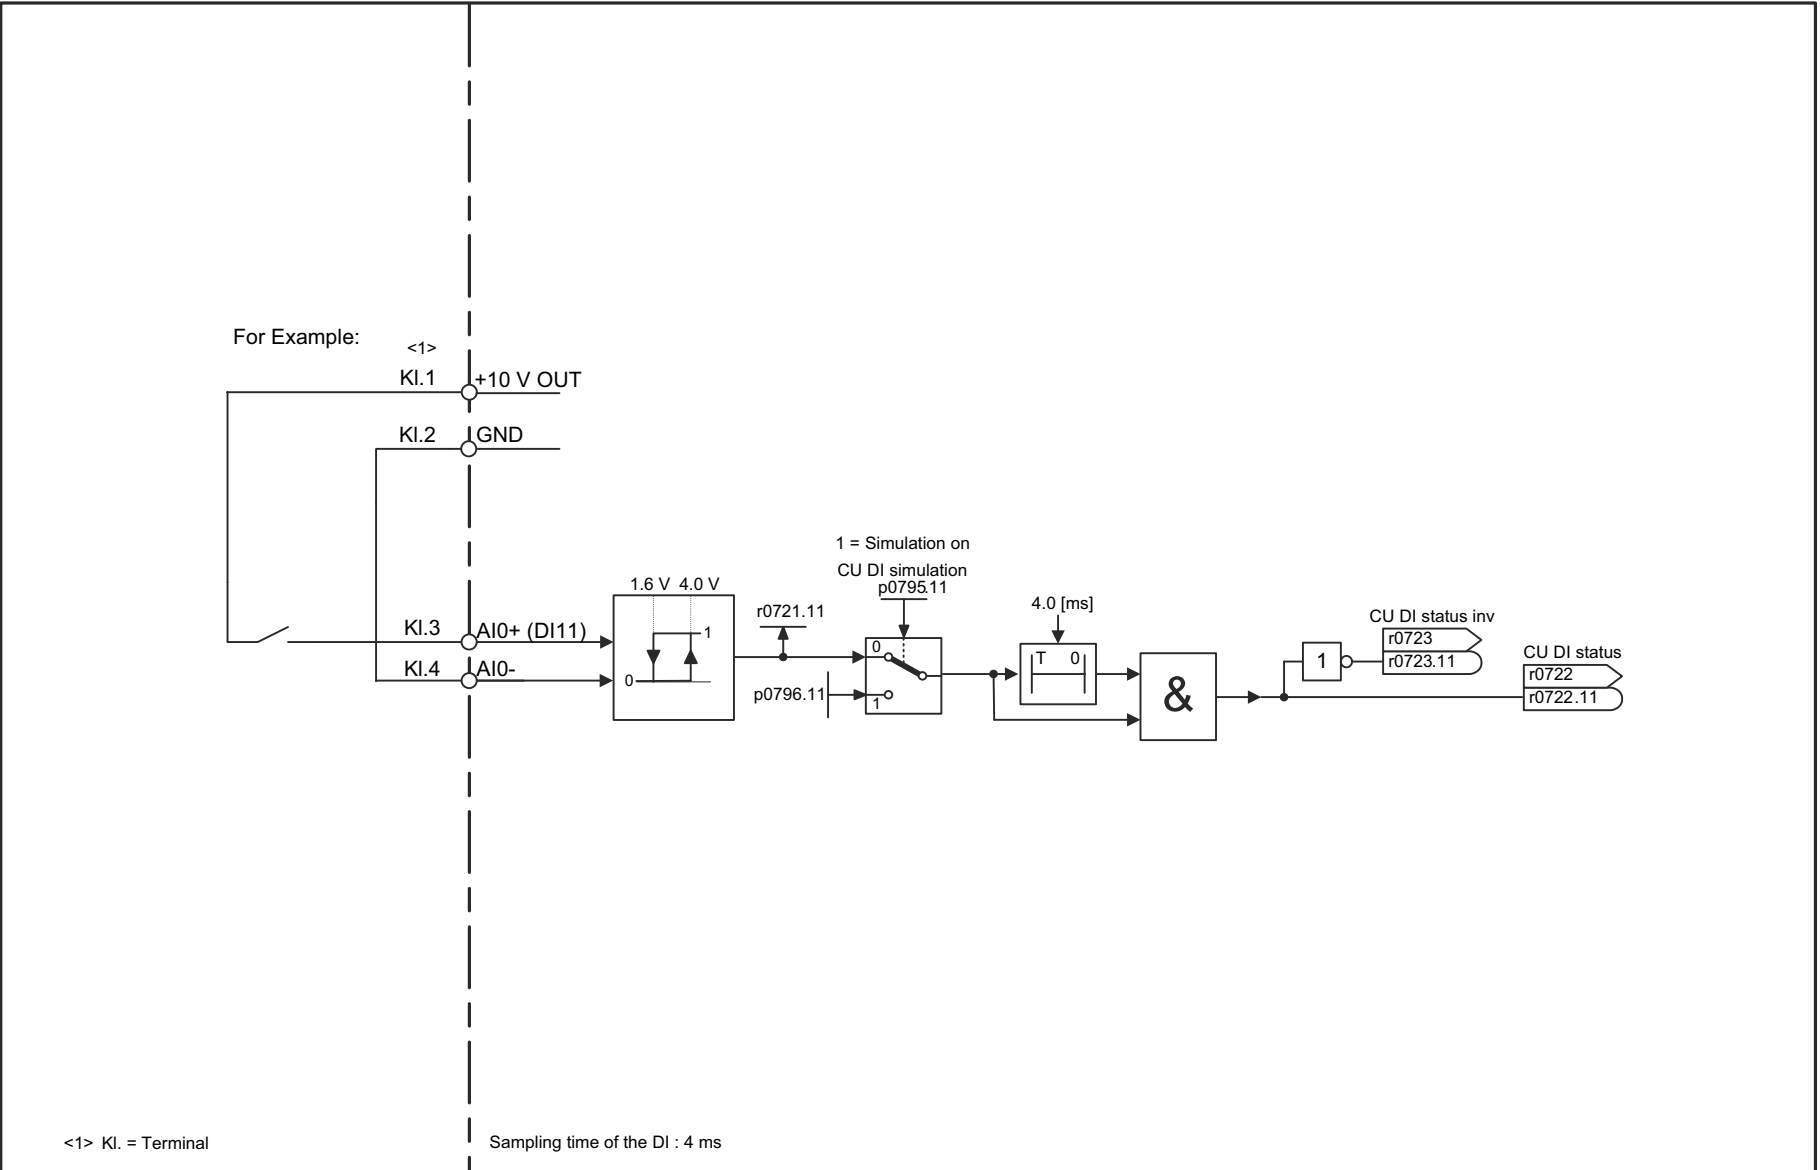 For Example:
<1>
Kl.1
+10 V OUT
Kl.2
GND
1 = Simulation on
CU DI simulation
p0795.11
1.6 V 4.0 V
r0721.11
4.0 [ms]
CU DI status inv
r0723
r0723.11
CU DI status
r0722
r0722.11
Kl.3
AI0+ (DI11)
1
0
T 0
1
Kl.4
AI0-
0
p0796.11
1
&
<1> Kl. = Terminal
Sampling time of the DI : 4 ms